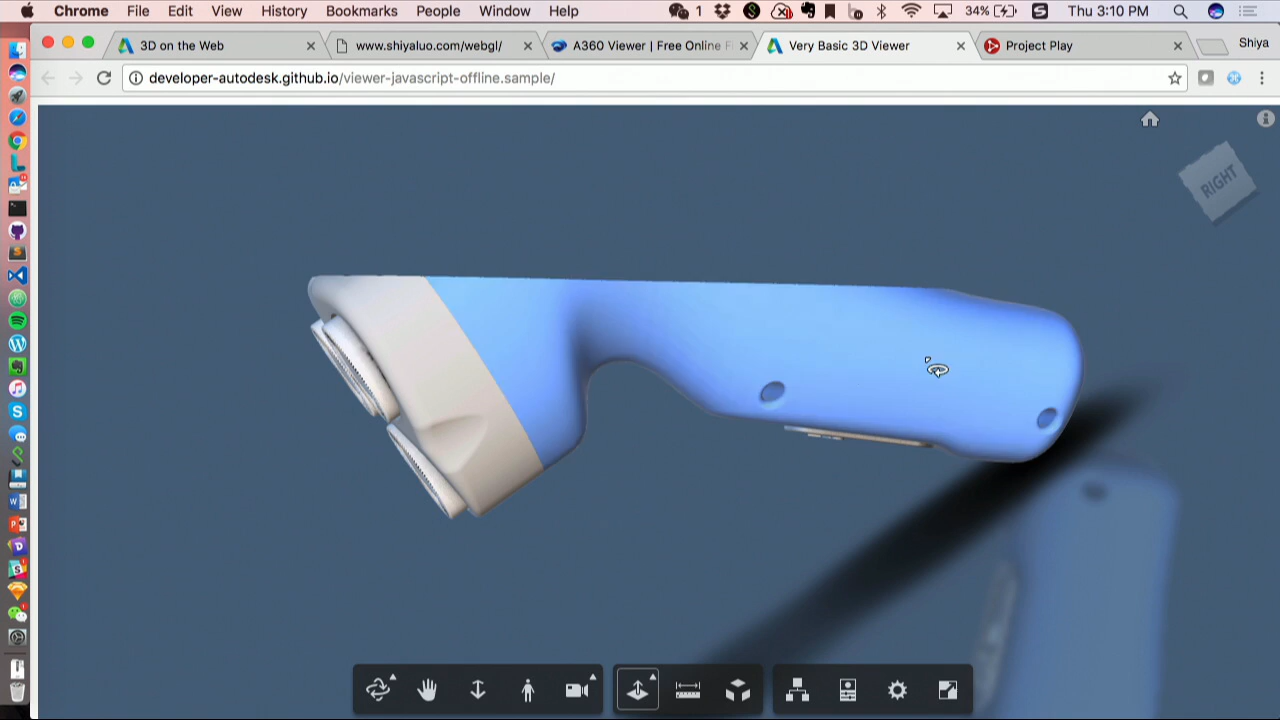 Chrome File Edit View History Bookmarks People Window Help 1 34% Thu 3:10 PM
3D on the Web
www.shiyaluo.com/webgl/
A360 Viewer | Free Online F
Very Basic 3D Viewer
Project Play
Shiya
developer-autodesk.github.io/viewer-javascript-offline.sample/
RIGHT